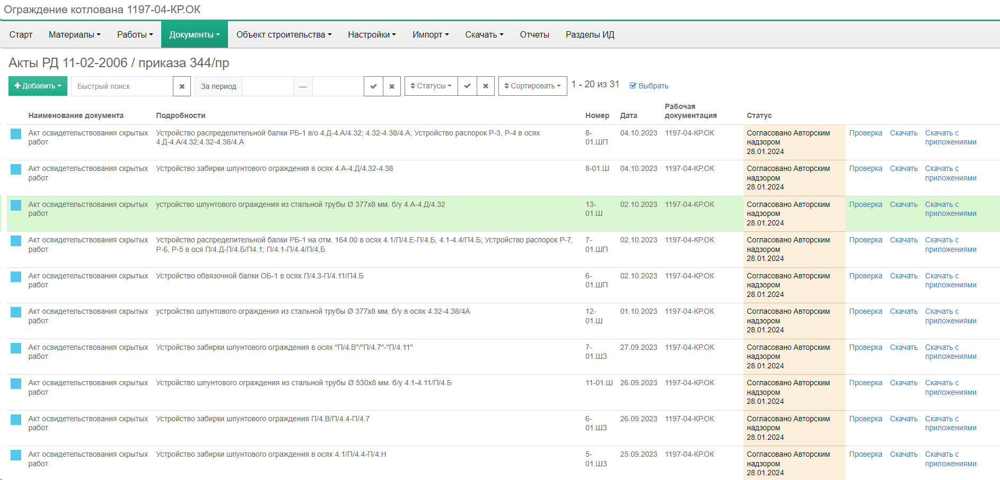 Ограждение котлована 1197-04-КР.ОК
Старт Материалы Работы Документы Объект строительства Настройки Импорт Скачать Отчеты Разделы ИД
Акты РД 11-02-2006 / приказа 344/пр
Добавить Быстрый поиск За период — Статусы Сортировать 1 - 20 из 31 Выбрать
Наименование документа Подробности Номер Дата Рабочая документация Статус
Акт освидетельствования скрытых Устройство распределительной балки РБ-1 в/о 4.Д-4.А/4.32; 4.32-4.38/4.А; Устройство распорок Р-3, Р-4 в осях 8- 04.10.2023 1197-04-КР.ОК Согласовано Авторским Проверка Скачать Скачать с
работ 4.Д-4.А/4.32;4.32-4.38/4.А 01.ШП надзором приложениями
28.01.2024
Акт освидетельствования скрытых Устройство забирки шпунтового ограждения в осях 4.А-4.Д/4.32-4.38 8-01.Ш 04.10.2023 1197-04-КР.ОК Согласовано Авторским Проверка Скачать Скачать с
работ надзором приложениями
28.01.2024
Акт освидетельствования скрытых устройство шпунтового ограждения из стальной трубы Ø 377х8 мм. б/у 4.А-4.Д/4.32 13- 02.10.2023 1197-04-КР.ОК Согласовано Авторским Проверка Скачать Скачать с
работ 01.Ш надзором приложениями
28.01.2024
Акт освидетельствования скрытых Устройство распределительной балки РБ-1 на отм. 164.00 в осях 4.1/П/4.Е-П/4.Б, 4.1-4.4/П4.Б; Устройство распорок Р-7, 7- 02.10.2023 1197-04-КР.ОК Согласовано Авторским Проверка Скачать Скачать с
работ Р-6, Р-5 в ося П/4.Д-П/4.Б/П4.1; П/4.1-П/4.4/П/4,Б 01.ШП надзором приложениями
28.01.2024
Акт освидетельствования скрытых Устройство обвязочной балки ОБ-1 в осях П/4.3-П/4.11/П4.Б 6- 02.10.2023 1197-04-КР.ОК Согласовано Авторским Проверка Скачать Скачать с
работ 01.ШП надзором приложениями
28.01.2024
Акт освидетельствования скрытых устройство шпунтового ограждения из стальной трубы Ø 377х8 мм. б/у в осях 4.32-4.38/4А 12- 01.10.2023 1197-04-КР.ОК Согласовано Авторским Проверка Скачать Скачать с
работ 01.Ш надзором приложениями
28.01.2024
Акт освидетельствования скрытых Устройство забирки шпунтового ограждения в осях "П/4.В"/"П/4.7"-"П/4.11" 7- 27.09.2023 1197-04-КР.ОК Согласовано Авторским Проверка Скачать Скачать с
работ 01.ШЗ надзором приложениями
28.01.2024
Акт освидетельствования скрытых Устройство шпунтового ограждения из стальной трубы Ø 530х8 мм. б/у 4.1-4.11/П/4.Б 11-01.Ш 26.09.2023 1197-04-КР.ОК Согласовано Авторским Проверка Скачать Скачать с
работ надзором приложениями
28.01.2024
Акт освидетельствования скрытых Устройство забирки шпунтового ограждения П/4.В/П/4.4-П/4.7 6- 26.09.2023 1197-04-КР.ОК Согласовано Авторским Проверка Скачать Скачать с
работ 01.ШЗ надзором приложениями
28.01.2024
Акт освидетельствования скрытых Устройство забирки шпунтового ограждения в осях 4.1/П/4.4-П/4.Н 5- 25.09.2023 1197-04-КР.ОК Согласовано Авторским Проверка Скачать Скачать с
работ 01.ШЗ надзором приложениями
28.01.2024